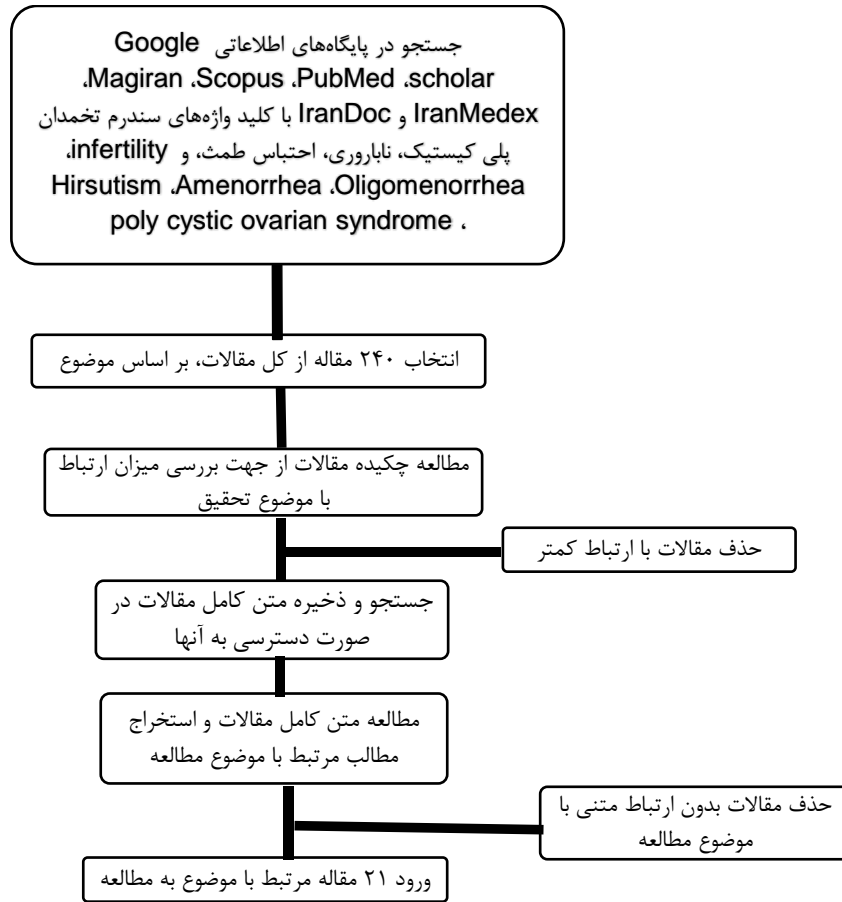 جستجو در پایگاه‌های اطلاعاتی Google
scholar، PubMed، Scopus، Magiran،
IranMedex و IranDoc با کلید واژه‌های سندرم تخمدان
پلی کیستیک، ناباروری، احتباس طمث، و infertility،
Oligomenorrhea، Amenorrhea، Hirsutism
، poly cystic ovarian syndrome
انتخاب ۲۴۰ مقاله از کل مقالات، بر اساس موضوع
مطالعه چکیده مقالات از جهت بررسی میزان ارتباط
با موضوع تحقیق
حذف مقالات با ارتباط کمتر
جستجو و ذخیره متن کامل مقالات در
صورت دسترسی به آنها
مطالعه متن کامل مقالات و استخراج
مطالب مرتبط با موضوع مطالعه
حذف مقالات بدون ارتباط متنی با
موضوع مطالعه
ورود ۲۱ مقاله مرتبط با موضوع به مطالعه